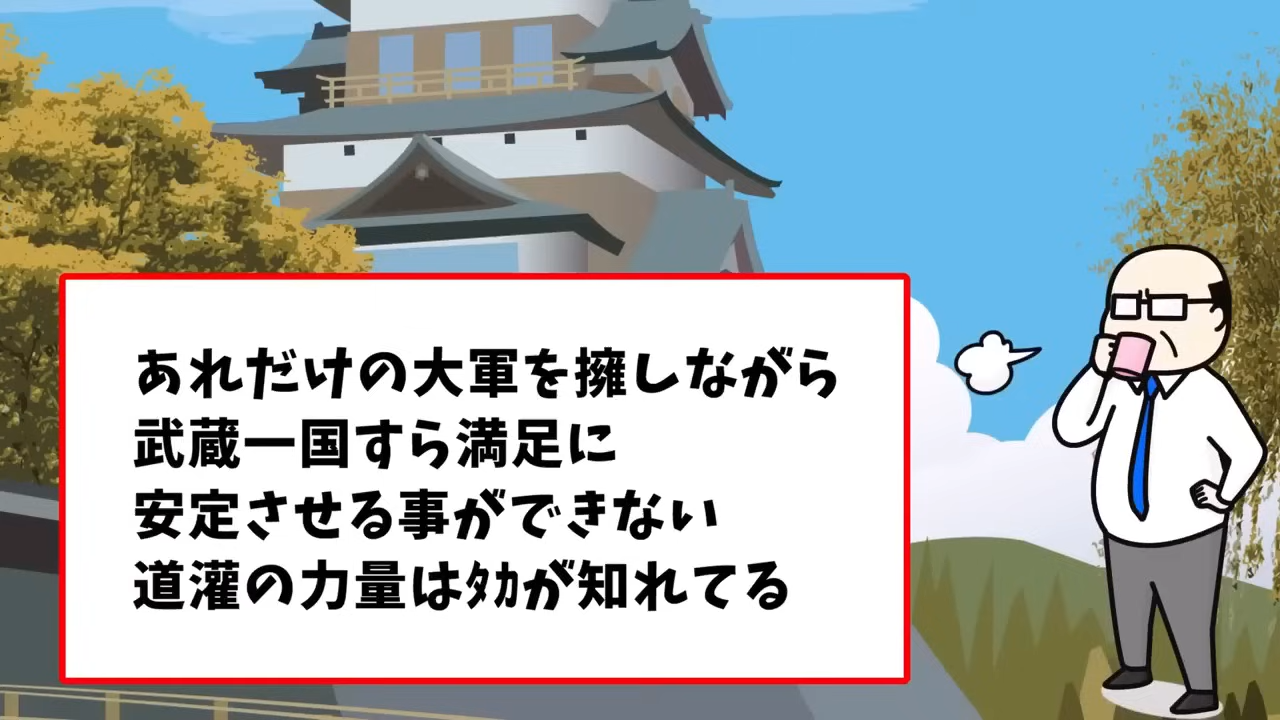 あれだけの大軍を擁しながら
武蔵一国すら満足に
安定させる事ができない
道灌の力量はﾀｶが知れてる